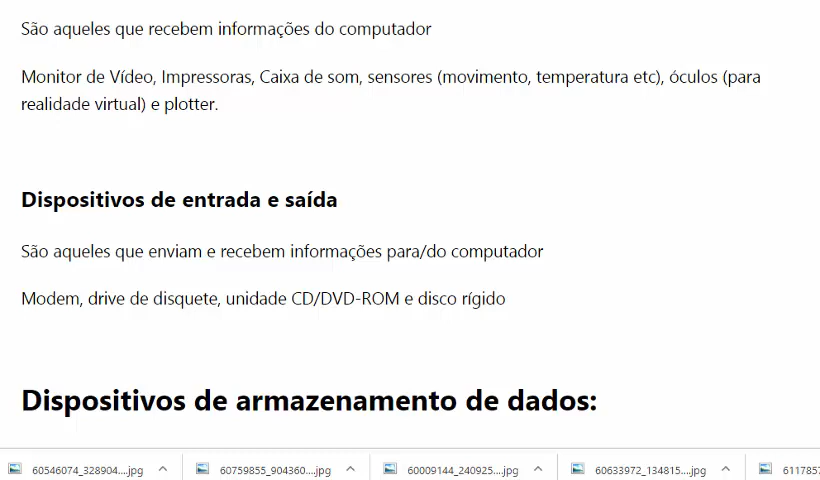 São aqueles que recebem informações do computador
Monitor de Vídeo, Impressoras, Caixa de som, sensores (movimento, temperatura etc), óculos (para
realidade virtual) e plotter.
Dispositivos de entrada e saída
São aqueles que enviam e recebem informações para/do computador
Modem, drive de disquete, unidade CD/DVD-ROM e disco rígido
Dispositivos de armazenamento de dados:
60546074_328904....jpg 60759855_904360....jpg 60009144_240925....jpg 60633972_134815....jpg 6117857